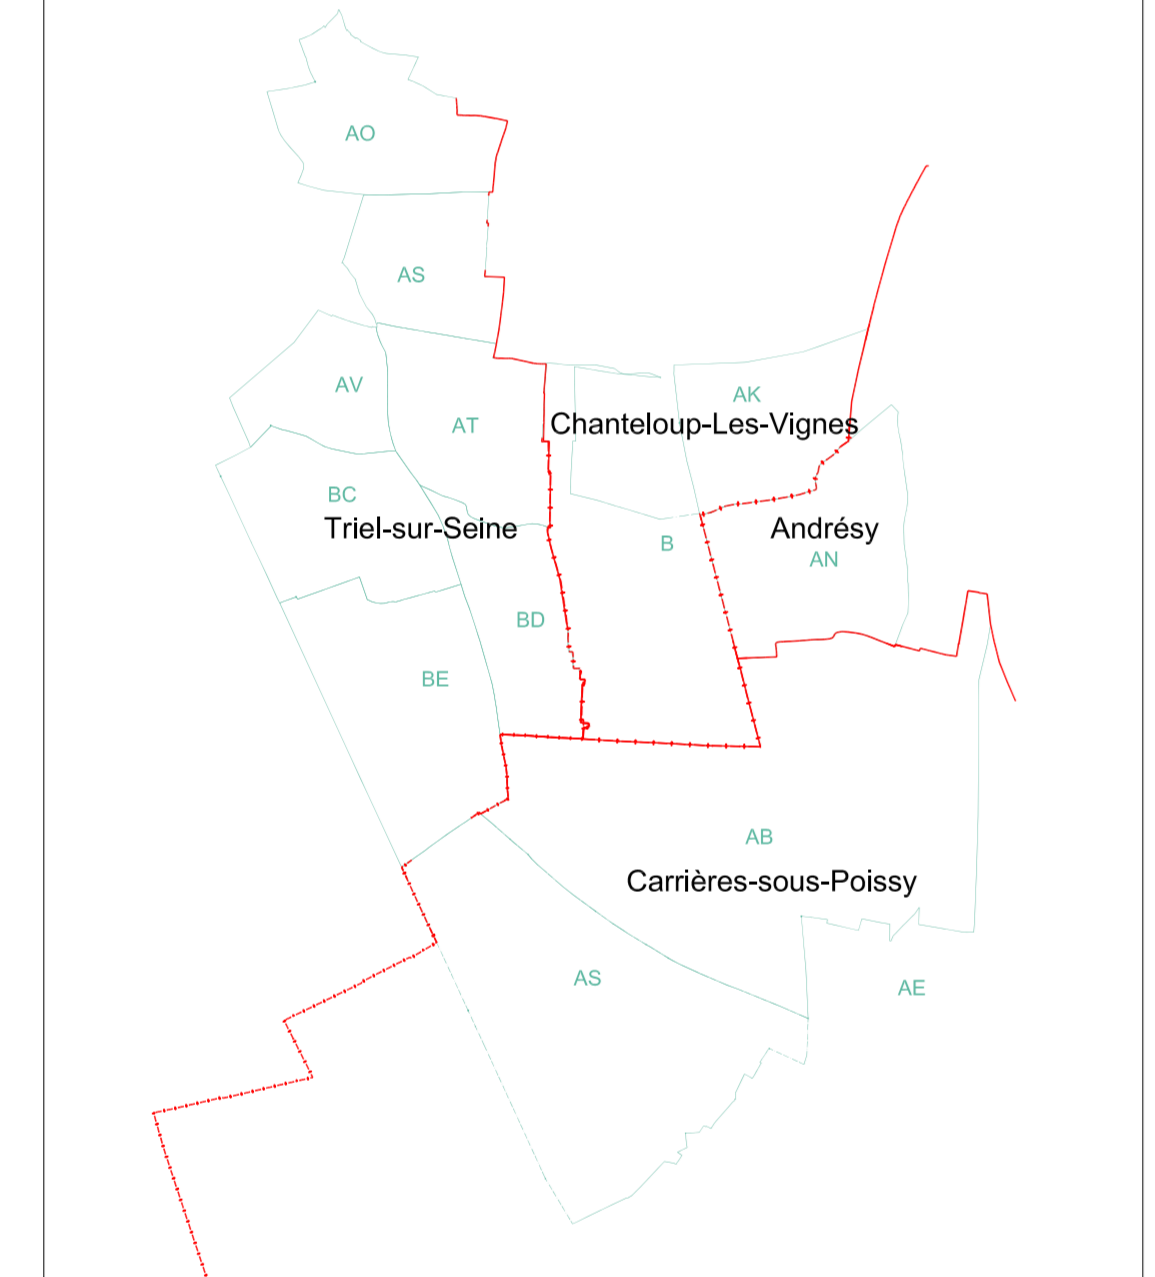 AO
AS
AV
AK
AT
Chanteloup-Les-Vignes
BC
Triel-sur-Seine
Andrésy
B
AN
BD
BE
AB
Carrières-sous-Poissy
AS
AE